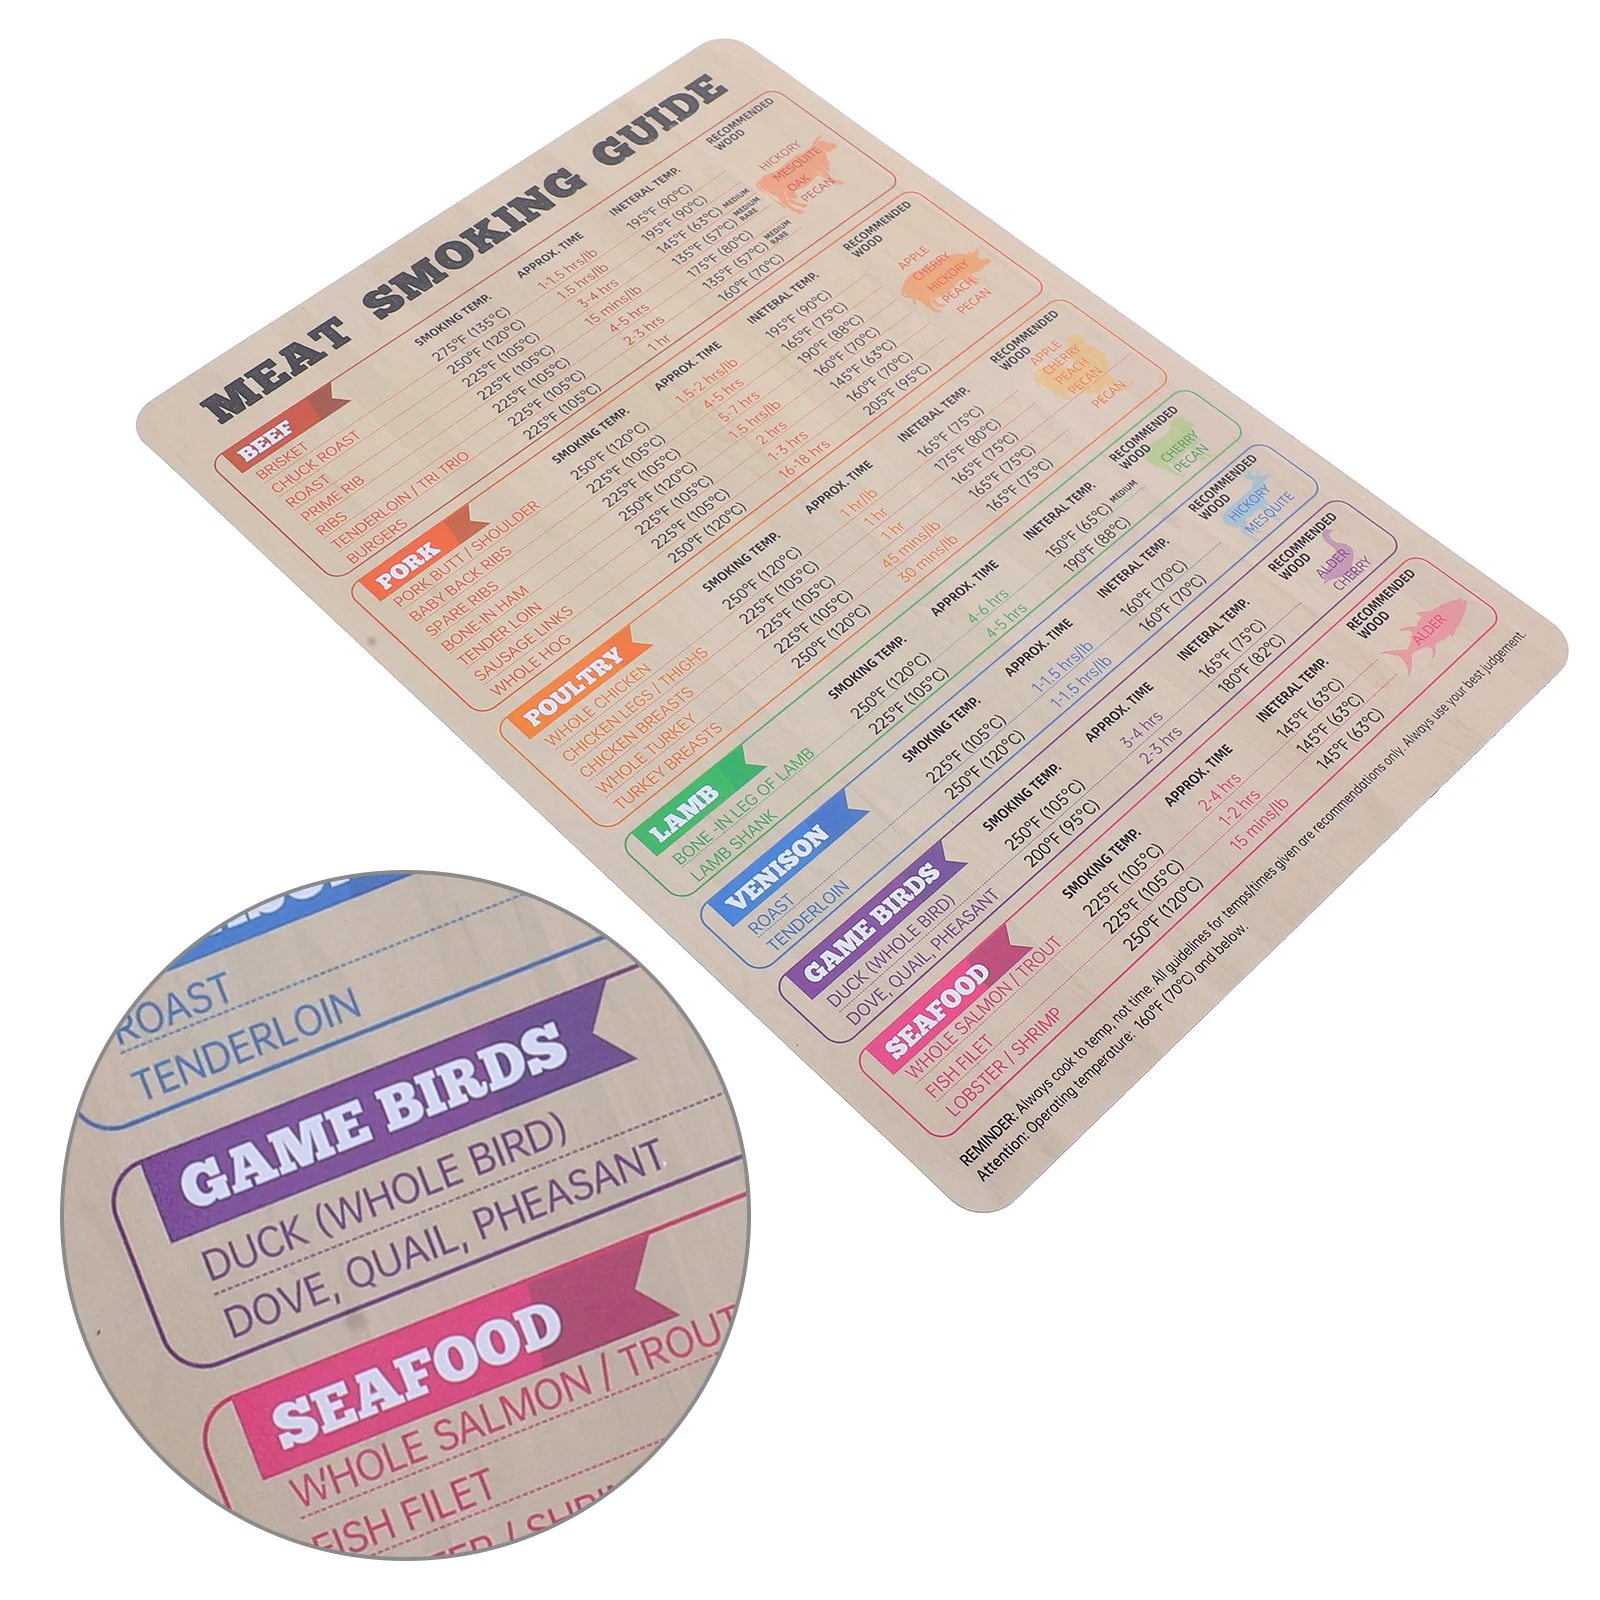 MEAT SMOKING GUIDE
BEEF SMOKING TEMP. APPROX. TIME INETERAL TEMP. RECOMMENDED WOOD
BRISKET 275°F (135°C) 1-1.5 hrs/lb 195°F (90°C) HICKORY
CHUCK ROAST 250°F (120°C) 1.5 hrs/lb 195°F (90°C) MESQUITE
ROAST 225°F (105°C) 3-4 hrs 145°F (63°C) MEDIUM OAK
PRIME RIB 225°F (105°C) 15 mins/lb 135°F (57°C) MEDIUM RARE PECAN
RIBS 225°F (105°C) 4-5 hrs 175°F (80°C)
TENDERLOIN / TRI TRIO 225°F (105°C) 2-3 hrs 135°F (57°C) MEDIUM RARE
BURGERS 225°F (105°C) 1 hr 160°F (70°C)
PORK SMOKING TEMP. APPROX. TIME INETERAL TEMP. RECOMMENDED WOOD
PORK BUTT / SHOULDER 250°F (120°C) 1.5-2 hrs/lb 195°F (90°C) APPLE
BABY BACK RIBS 225°F (105°C) 4-5 hrs 165°F (75°C) CHERRY
SPARE RIBS 225°F (105°C) 5-7 hrs 190°F (88°C) HICKORY
BONE-IN HAM 250°F (120°C) 1.5 hrs/lb 160°F (70°C) PEACH
TENDER LOIN 225°F (105°C) 2 hrs 145°F (63°C) PECAN
SAUSAGE LINKS 225°F (105°C) 1-3 hrs 160°F (70°C)
WHOLE HOG 250°F (120°C) 16-18 hrs 205°F (95°C)
POULTRY SMOKING TEMP. APPROX. TIME INETERAL TEMP. RECOMMENDED WOOD
WHOLE CHICKEN 250°F (120°C) 1 hr/lb 165°F (75°C) APPLE
CHICKEN LEGS / THIGHS 225°F (105°C) 1 hr 175°F (80°C) CHERRY
CHICKEN BREASTS 225°F (105°C) 1 hr 165°F (75°C) PEACH
WHOLE TURKEY 225°F (105°C) 45 mins/lb 165°F (75°C) PECAN
TURKEY BREASTS 250°F (120°C) 30 mins/lb 165°F (75°C) PECAN
LAMB SMOKING TEMP. APPROX. TIME INETERAL TEMP. RECOMMENDED WOOD
BONE -IN LEG OF LAMB 250°F (120°C) 4-6 hrs 150°F (65°C) MEDIUM CHERRY
LAMB SHANK 225°F (105°C) 4-5 hrs 190°F (88°C) PECAN
VENISON SMOKING TEMP. APPROX. TIME INETERAL TEMP. RECOMMENDED WOOD
ROAST 225°F (105°C) 1-1.5 hrs/lb 160°F (70°C) HICKORY
TENDERLOIN 250°F (120°C) 1-1.5 hrs/lb 160°F (70°C) MESQUITE
GAME BIRDS SMOKING TEMP. APPROX. TIME INETERAL TEMP. RECOMMENDED WOOD
DUCK (WHOLE BIRD) 250°F (105°C) 3-4 hrs 165°F (75°C) ALDER
DOVE, QUAIL, PHEASANT 200°F (95°C) 2-3 hrs 180°F (82°C) CHERRY
SEAFOOD SMOKING TEMP. APPROX. TIME INETERAL TEMP. RECOMMENDED WOOD
WHOLE SALMON / TROUT 225°F (105°C) 2-4 hrs 145°F (63°C) ALDER
FISH FILET 225°F (105°C) 1-2 hrs 145°F (63°C)
LOBSTER / SHRIMP 250°F (120°C) 15 mins/lb 145°F (63°C)
REMINDER: Always cook to temp, not time. All guidelines for temps/times given are recommendations only. Always use your best judgement.
Attention: Operating temperature: 160°F (70°C) and below.
ROAST
TENDERLOIN
GAME BIRDS
DUCK (WHOLE BIRD)
DOVE, QUAIL, PHEASANT
SEAFOOD
WHOLE SALMON / TROUT
FISH FILET